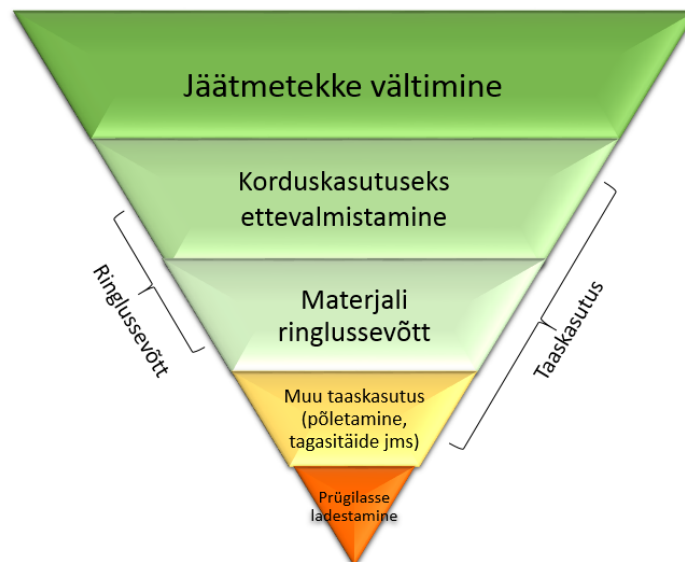 Jäätmetekke vältimine
Korduskasutuseks
ettevalmistamine
Ringlussevõtt
Materjali
ringlussevõtt
Taaskasutus
Muu taaskasutus
(põletamine,
tagasitäide jms)
Prügilasse
ladestamine